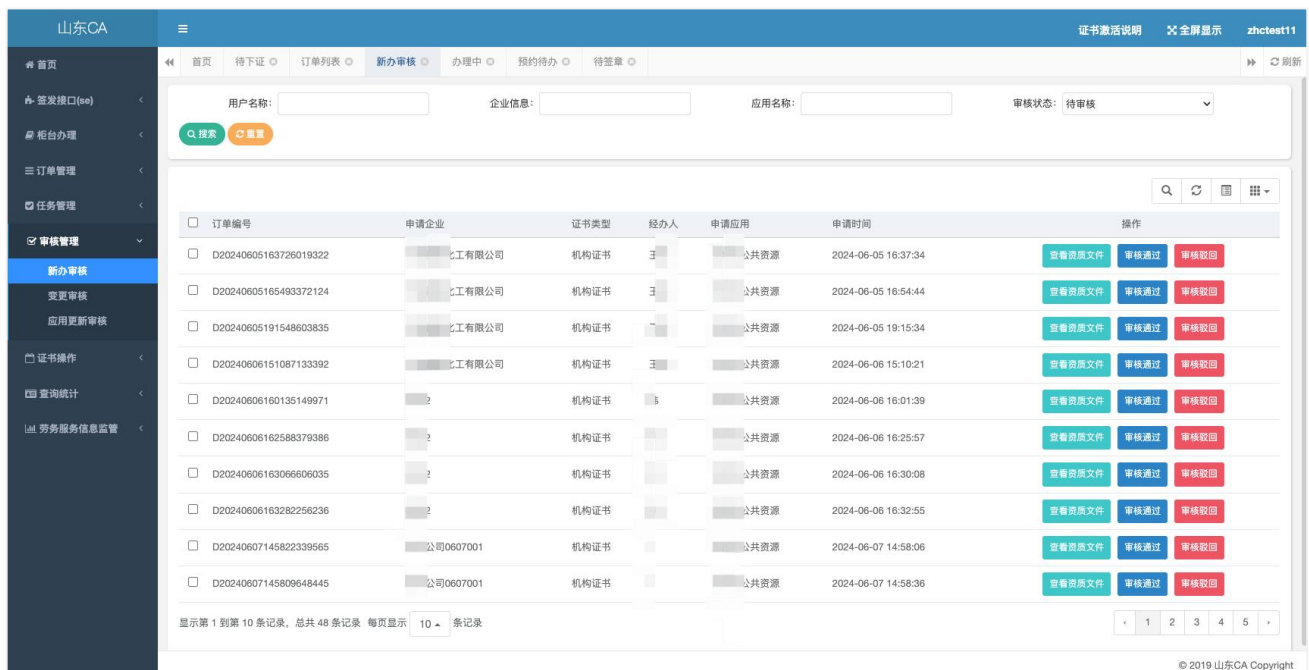 山东CA
证书激活说明 全屏显示 zhctest11
首页
签发接口(se)
柜台办理
订单管理
任务管理
审核管理
新办审核
变更审核
应用更新审核
证书操作
查询统计
劳务服务信息监管
首页 待下证 订单列表 新办审核 办理中 预约待办 待签章 刷新
用户名称: 企业信息: 应用名称: 审核状态: 待审核
搜索 重置
订单编号 申请企业 证书类型 经办人 申请应用 申请时间 操作
D20240605163726019322 工有限公司 机构证书 王 公共资源 2024-06-05 16:37:34 查看资质文件 审核通过 审核驳回
D20240605165493372124 工有限公司 机构证书 王 公共资源 2024-06-05 16:54:44 查看资质文件 审核通过 审核驳回
D20240605191548603835 工有限公司 机构证书 公共资源 2024-06-05 19:15:34 查看资质文件 审核通过 审核驳回
D20240606151087133392 工有限公司 机构证书 王 公共资源 2024-06-06 15:10:21 查看资质文件 审核通过 审核驳回
D20240606160135149971 2 机构证书 公共资源 2024-06-06 16:01:39 查看资质文件 审核通过 审核驳回
D20240606162588379386 2 机构证书 公共资源 2024-06-06 16:25:57 查看资质文件 审核通过 审核驳回
D20240606163066606035 2 机构证书 公共资源 2024-06-06 16:30:08 查看资质文件 审核通过 审核驳回
D20240606163282256236 2 机构证书 公共资源 2024-06-06 16:32:55 查看资质文件 审核通过 审核驳回
D20240607145822339565 公司0607001 机构证书 公共资源 2024-06-07 14:58:06 查看资质文件 审核通过 审核驳回
D20240607145809648445 公司0607001 机构证书 公共资源 2024-06-07 14:58:36 查看资质文件 审核通过 审核驳回
显示第 1 到第 10 条记录，总共 48 条记录 每页显示 10 条记录 ‹ 1 2 3 4 5 ›
© 2019 山东CA Copyright